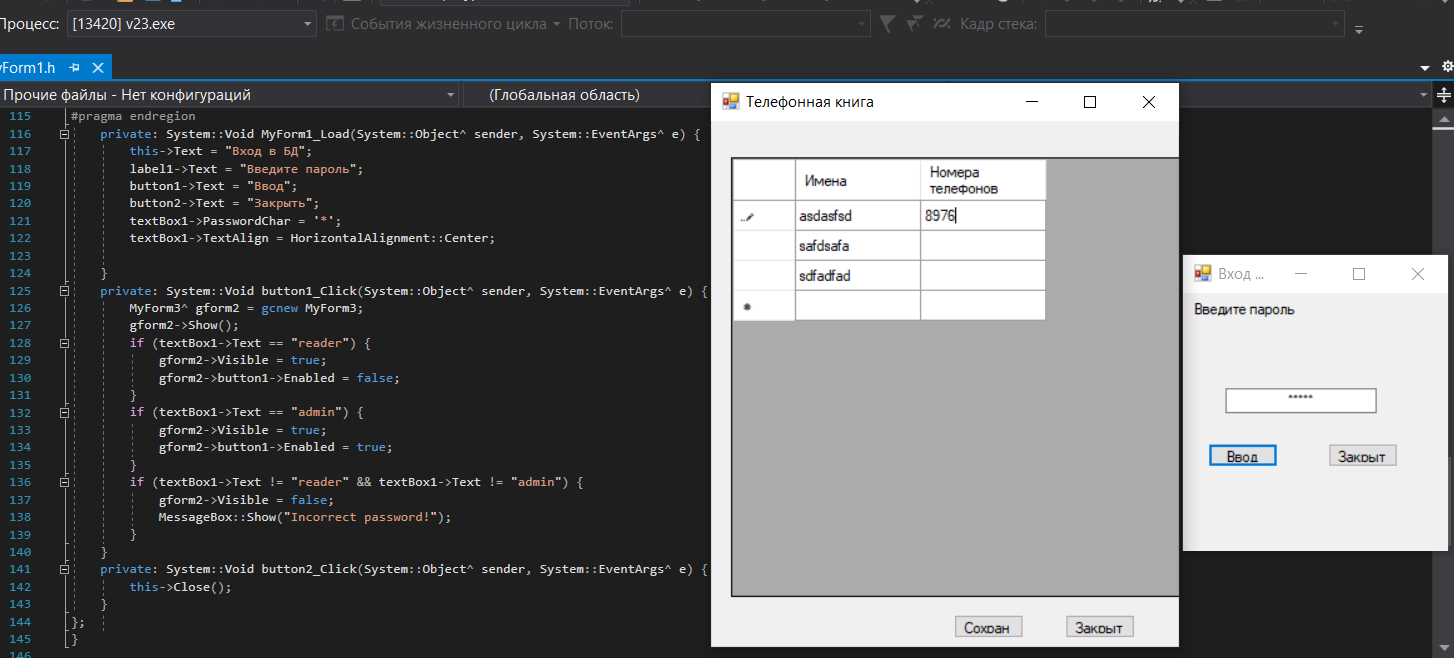 Процесс: [13420] v23.exe События жизненного цикла Поток: Кадр стека:
Form1.h
Прочие файлы - Нет конфигураций (Глобальная область)
115 #pragma endregion
116 private: System::Void MyForm1_Load(System::Object^ sender, System::EventArgs^ e) {
117 this->Text = "Вход в БД";
118 label1->Text = "Введите пароль";
119 button1->Text = "Ввод";
120 button2->Text = "Закрыть";
121 textBox1->PasswordChar = '*';
122 textBox1->TextAlign = HorizontalAlignment::Center;
123
124 }
125 private: System::Void button1_Click(System::Object^ sender, System::EventArgs^ e) {
126 MyForm3^ gform2 = gcnew MyForm3;
127 gform2->Show();
128 if (textBox1->Text == "reader") {
129 gform2->Visible = true;
130 gform2->button1->Enabled = false;
131 }
132 if (textBox1->Text == "admin") {
133 gform2->Visible = true;
134 gform2->button1->Enabled = true;
135 }
136 if (textBox1->Text != "reader" && textBox1->Text != "admin") {
137 gform2->Visible = false;
138 MessageBox::Show("Incorrect password!");
139 }
140 }
141 private: System::Void button2_Click(System::Object^ sender, System::EventArgs^ e) {
142 this->Close();
143 }
144 };
145 }
146
Телефонная книга
Имена Номера
телефонов
asdasfsd 8976
safdsafa
sdfadfad
Сохран Закрыт
Вход ...
Введите пароль
*****
Ввод Закрыт